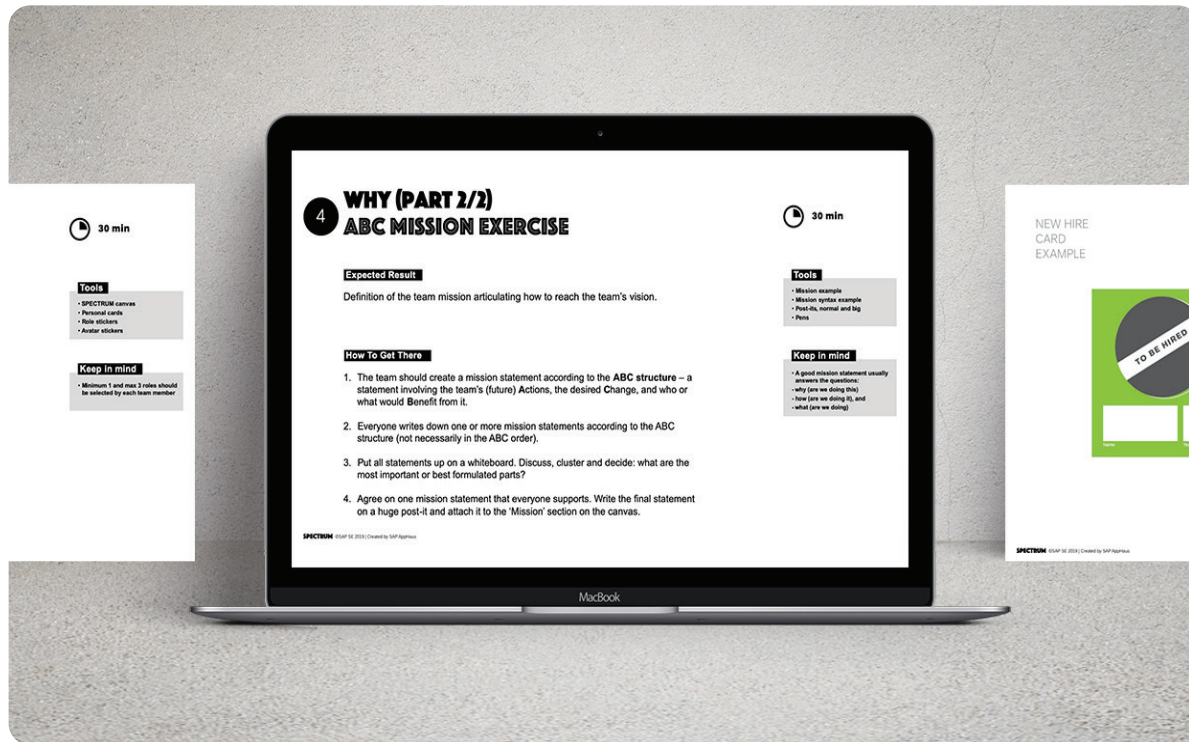 30 min
Tools
• SPECTRUM canvas
• Personal cards
• Role stickers
• Avatar stickers
Keep in mind
• Minimum 1 and max 3 roles should
be selected by each team member
4
WHY (PART 2/2)
ABC MISSION EXERCISE
30 min
Expected Result
Definition of the team mission articulating how to reach the team's vision.
Tools
• Mission example
• Mission syntax example
• Post-its, normal and big
• Pens
How To Get There
1. The team should create a mission statement according to the ABC structure – a
statement involving the team's (future) Actions, the desired Change, and who or
what would Benefit from it.
2. Everyone writes down one or more mission statements according to the ABC
structure (not necessarily in the ABC order).
3. Put all statements up on a whiteboard. Discuss, cluster and decide: what are the
most important or best formulated parts?
4. Agree on one mission statement that everyone supports. Write the final statement
on a huge post-it and attach it to the 'Mission' section on the canvas.
Keep in mind
• A good mission statement usually
answers the questions:
- why (are we doing this)
- how (are we doing it), and
- what (are we doing)
SPECTRUM ©SAP SE 2019 | Created by SAP AppHaus
MacBook
NEW HIRE
CARD
EXAMPLE
TO BE HIRED
Name
SPECTRUM ©SAP SE 2019 | Created by SAP AppHaus